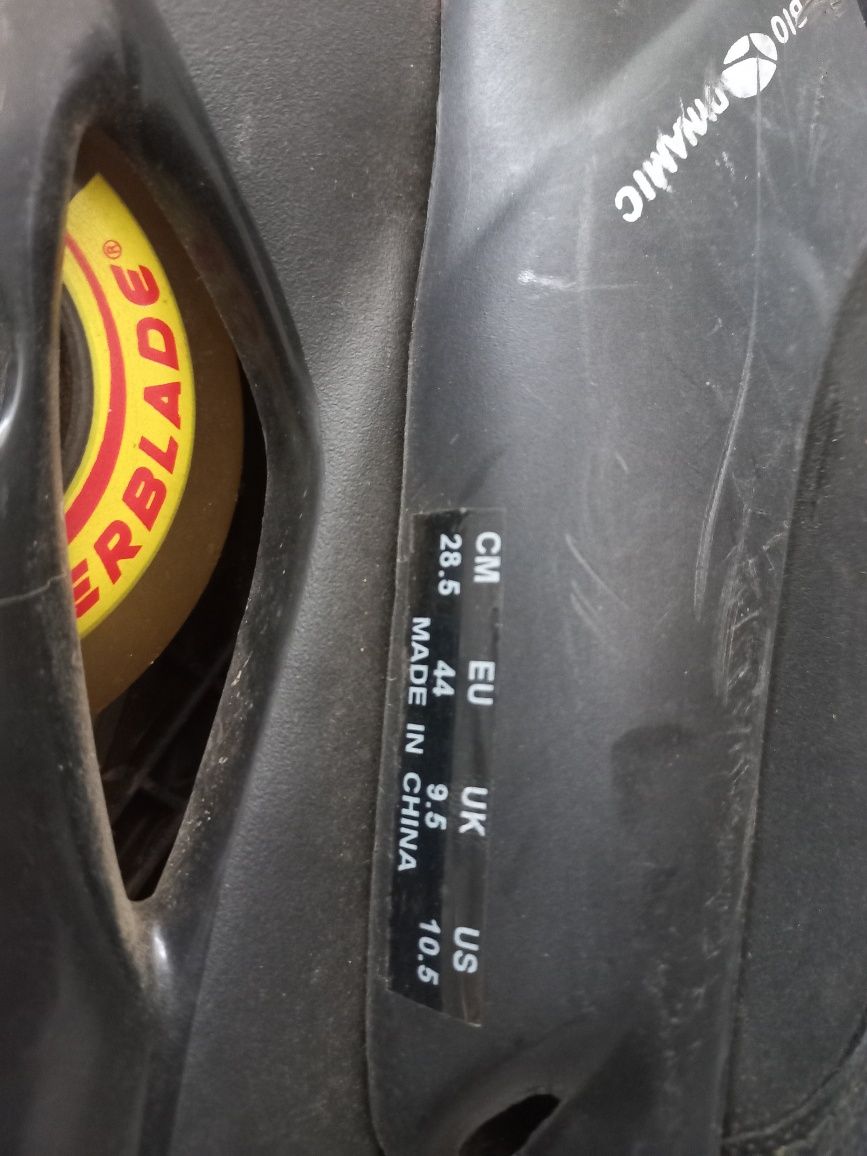 DYNAMIC
ERBLADE®
CM EU UK US
28.5 44 9.5 10.5
MADE IN CHINA